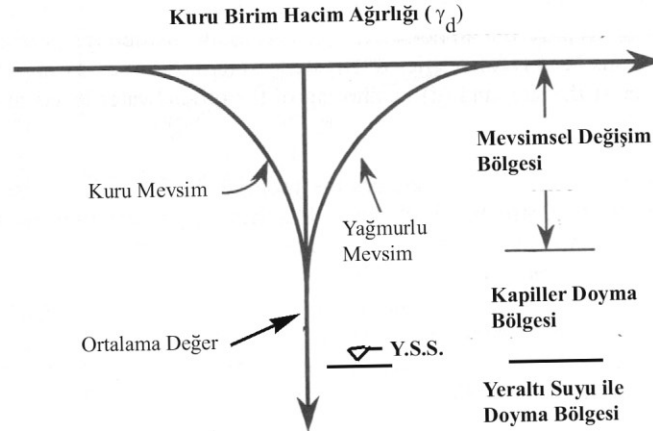 Kuru Birim Hacim Ağırlığı (γd)
Mevsimsel Değişim
Bölgesi
Kuru Mevsim
Yağmurlu
Mevsim
Kapiller Doyma
Bölgesi
Ortalama Değer
Y.S.S.
Yeraltı Suyu ile
Doyma Bölgesi